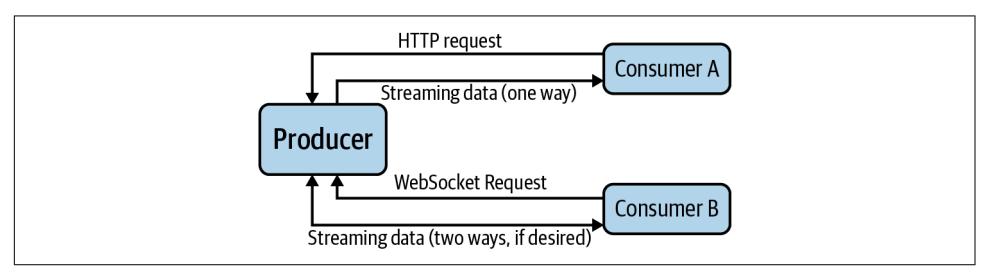 HTTP request
Consumer A
Streaming data (one way)
Producer
WebSocket Request
Consumer B
Streaming data (two ways, if desired)